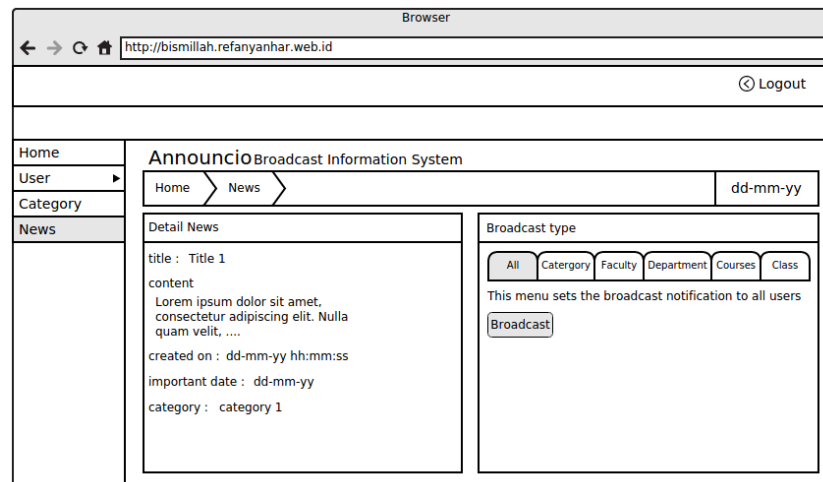 Browser
http://bismillah.refanyanhar.web.id
Logout
Home
User
Category
News
Announcio Broadcast Information System
Home News dd-mm-yy
Detail News
title : Title 1
content
Lorem ipsum dolor sit amet,
consectetur adipiscing elit. Nulla
quam velit, ....
created on : dd-mm-yy hh:mm:ss
important date : dd-mm-yy
category : category 1
Broadcast type
All Catergory Faculty Department Courses Class
This menu sets the broadcast notification to all users
Broadcast